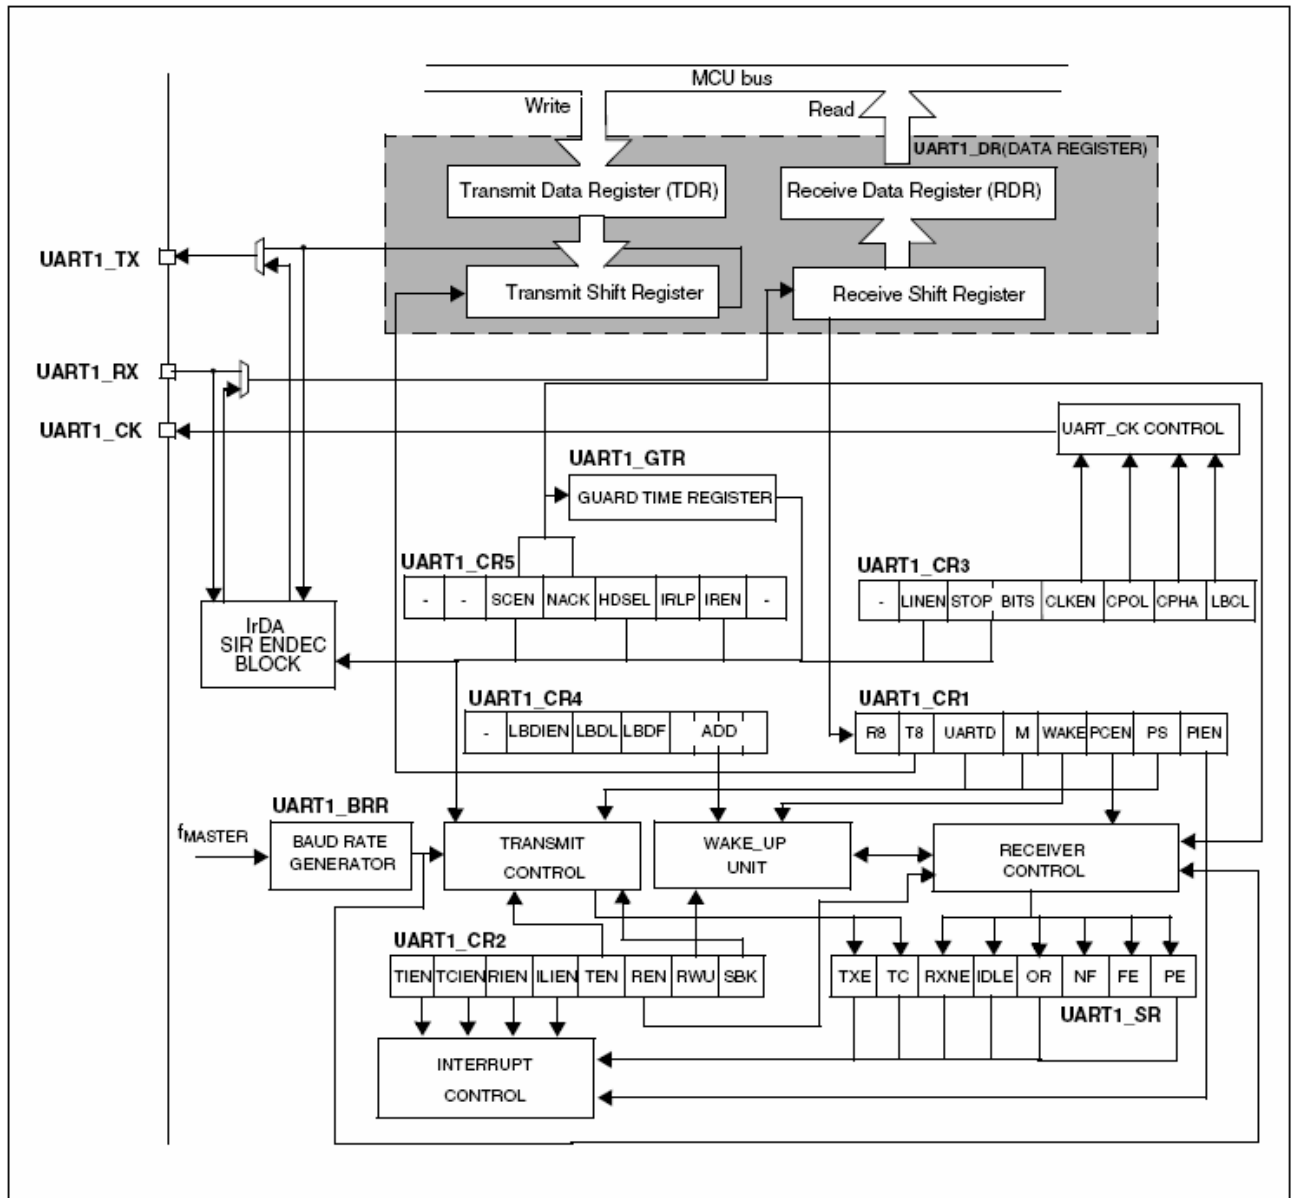 MCU bus
Write
Read
UART1_DR(DATA REGISTER)
Transmit Data Register (TDR)
Receive Data Register (RDR)
UART1_TX
Transmit Shift Register
Receive Shift Register
UART1_RX
UART1_CK
UART_CK CONTROL
UART1_GTR
GUARD TIME REGISTER
UART1_CR5
- - SCEN NACK HDSEL IRLP IREN -
UART1_CR3
- LINEN STOP BITS CLKEN CPOL CPHA LBCL
IrDA
SIR ENDEC
BLOCK
UART1_CR4
- LBDIEN LBDL LBDF ADD
UART1_CR1
R8 T8 UARTD M WAKE PCEN PS PIEN
UART1_BRR
fMASTER
BAUD RATE
GENERATOR
TRANSMIT
CONTROL
WAKE_UP
UNIT
RECEIVER
CONTROL
UART1_CR2
TIEN TCIEN RIEN ILIEN TEN REN RWU SBK
TXE TC RXNE IDLE OR NF FE PE
UART1_SR
INTERRUPT
CONTROL